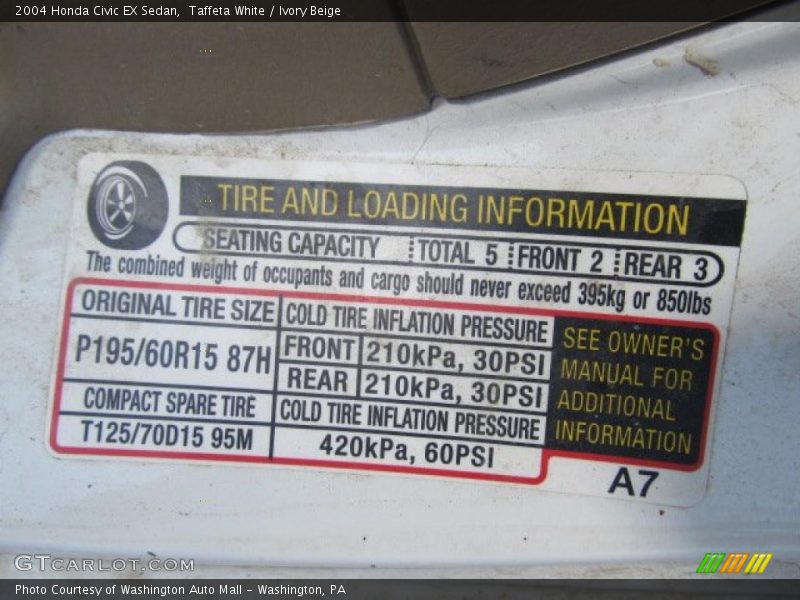 2004 Honda Civic EX Sedan,  Taffeta White / Ivory Beige
TIRE AND LOADING INFORMATION
SEATING CAPACITY TOTAL 5 FRONT 2 REAR 3
The combined weight of occupants and cargo should never exceed 395kg or 850lbs
ORIGINAL TIRE SIZE
P195/60R15 87H
COLD TIRE INFLATION PRESSURE
FRONT 210kPa, 30PSI
REAR 210kPa, 30PSI
COMPACT SPARE TIRE
T125/70D15 95M
COLD TIRE INFLATION PRESSURE
420kPa, 60PSI
SEE OWNER'S
MANUAL FOR
ADDITIONAL
INFORMATION
A7
GTCARLOT.COM
Photo Courtesy of Washington Auto Mall - Washington, PA